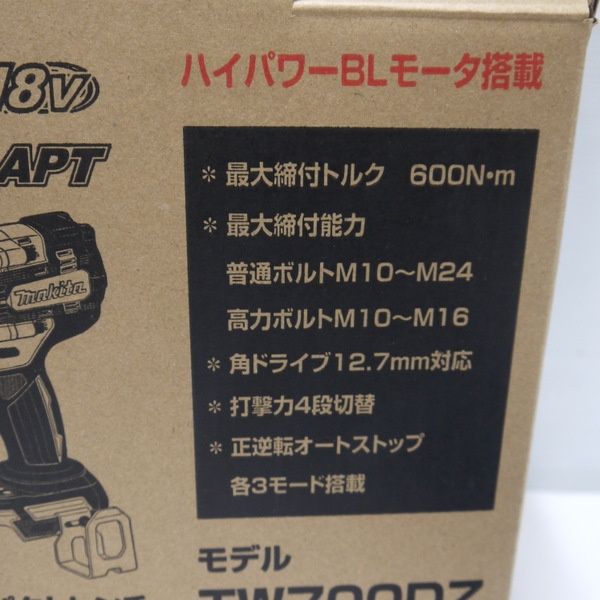 18V
ハイパワーBLモータ搭載
APT
＊最大締付トルク　600N･m
＊最大締付能力
普通ボルトM10～M24
高力ボルトM10～M16
＊角ドライブ12.7mm対応
＊打撃力4段切替
＊正逆転オートストップ
各3モード搭載
makita
モデル